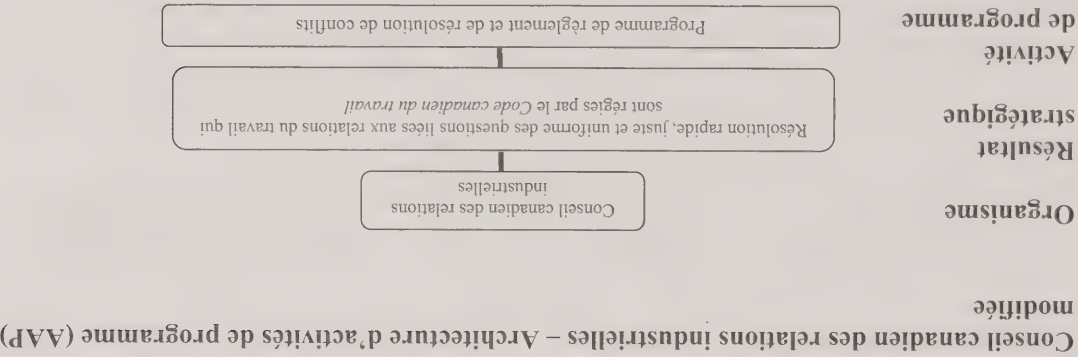 Conseil canadien des relations industrielles – Architecture d'activités de programme (AAP)
modifiée
Organisme
Conseil canadien des relations
industrielles
Résultat
stratégique
Résolution rapide, juste et uniforme des questions liées aux relations du travail qui
sont régies par le Code canadien du travail
Activité
de programme
Programme de règlement et de résolution de conflits